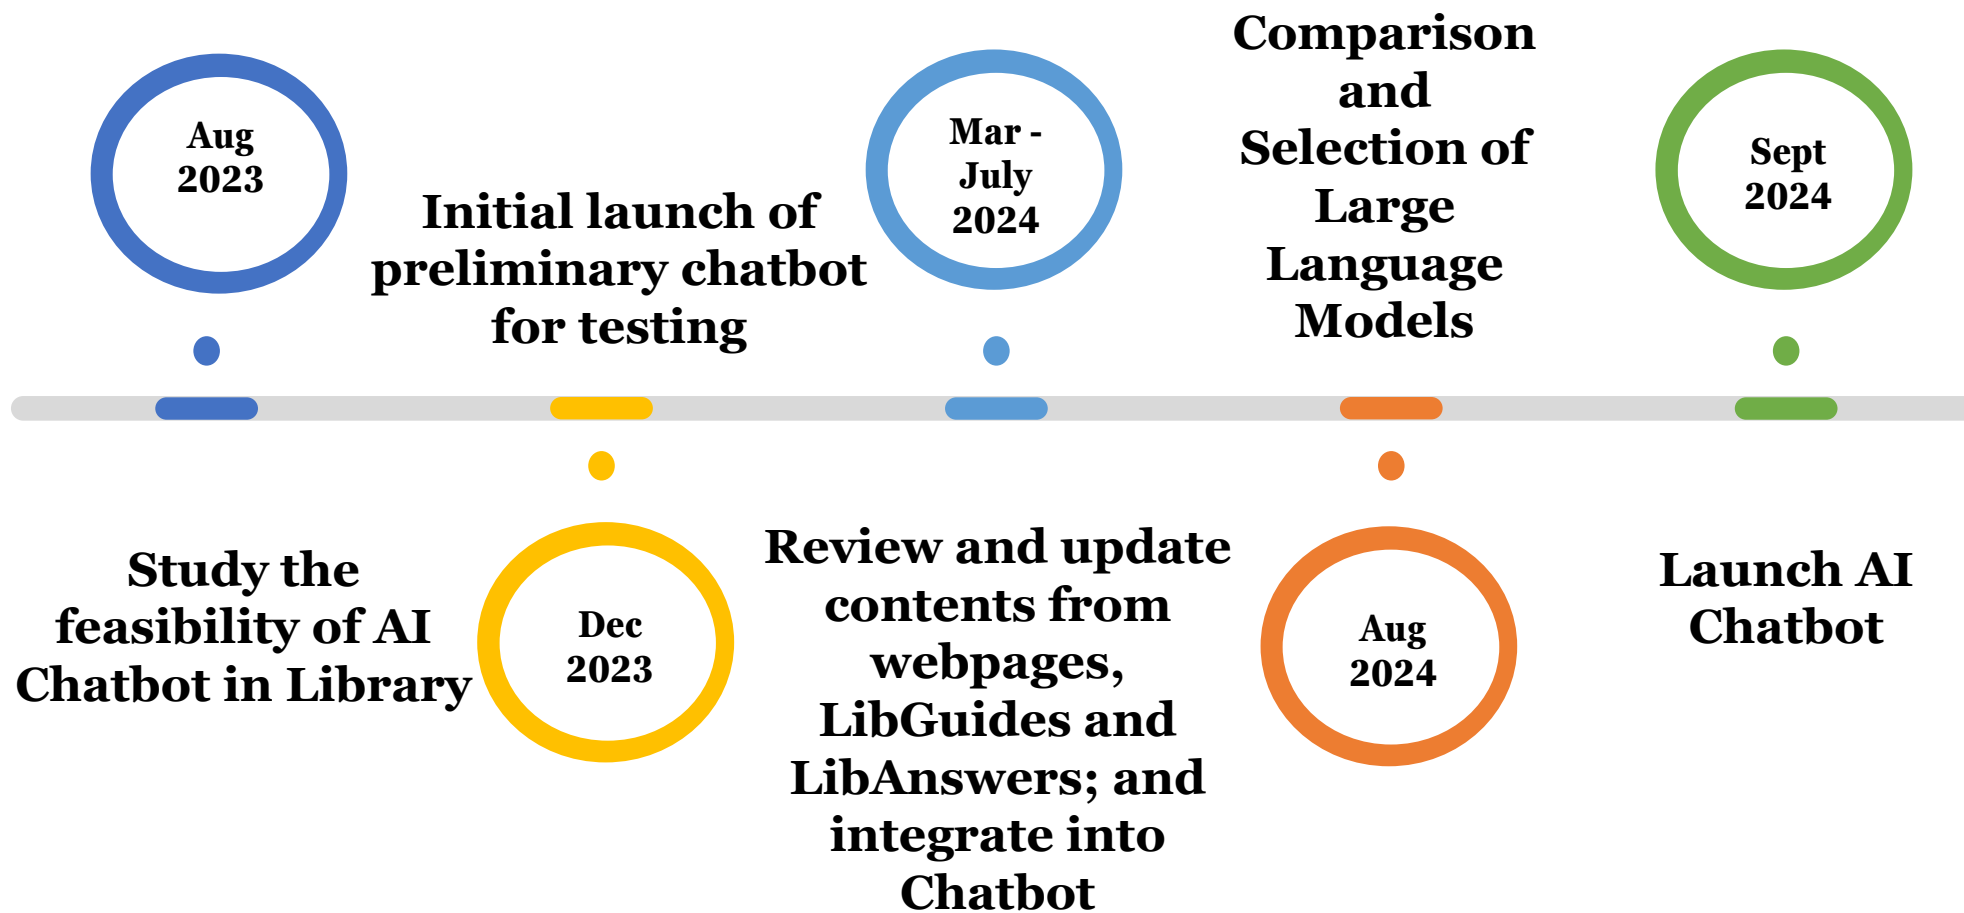 Aug
2023
Study the
feasibility of AI
Chatbot in Library
Initial launch of
preliminary chatbot
for testing
Dec
2023
Mar -
July
2024
Review and update
contents from
webpages,
LibGuides and
LibAnswers; and
integrate into
Chatbot
Comparison
and
Selection of
Large
Language
Models
Aug
2024
Sept
2024
Launch AI
Chatbot